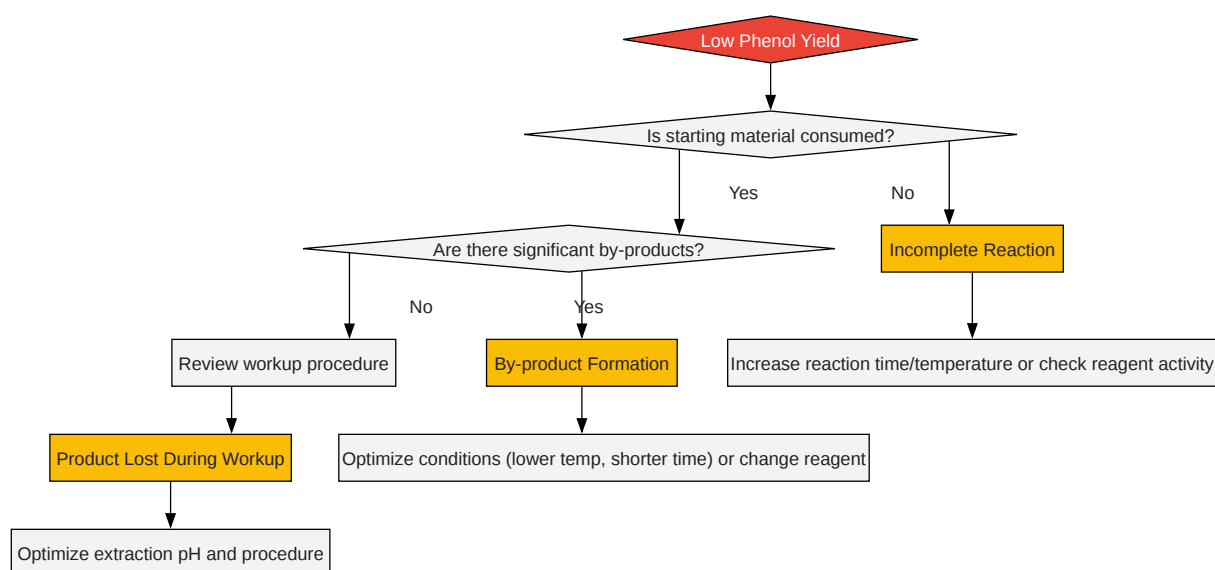 Low Phenol Yield
Is starting material consumed?
Yes
No
Are there significant by-products?
Incomplete Reaction
No
Yes
Review workup procedure
By-product Formation
Increase reaction time/temperature or check reagent activity
Product Lost During Workup
Optimize conditions (lower temp, shorter time) or change reagent
Optimize extraction pH and procedure